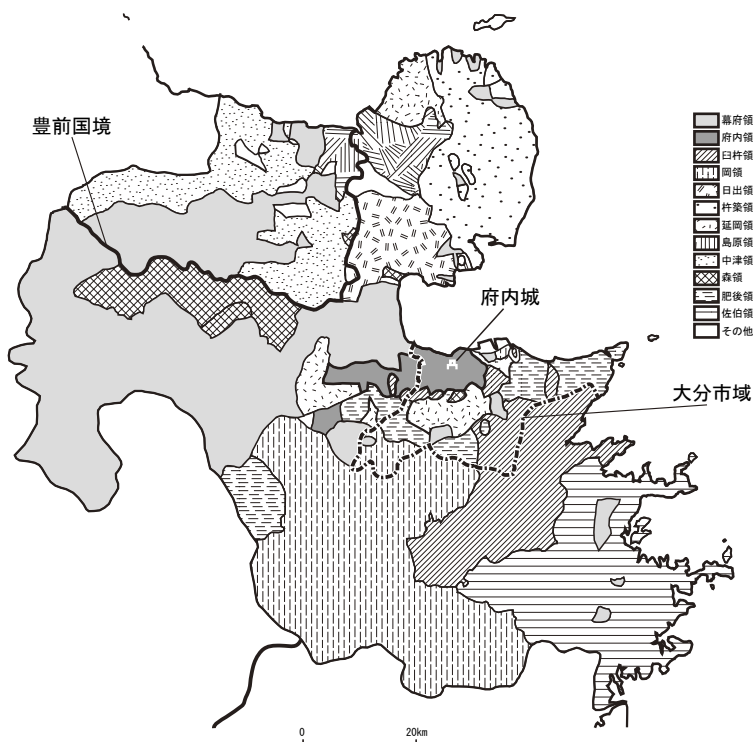 豊前国境
府内城
大分市域
幕府領
府内領
臼杵領
岡領
日出領
杵築領
延岡領
島原領
中津領
森領
肥後領
佐伯領
その他
0 20km